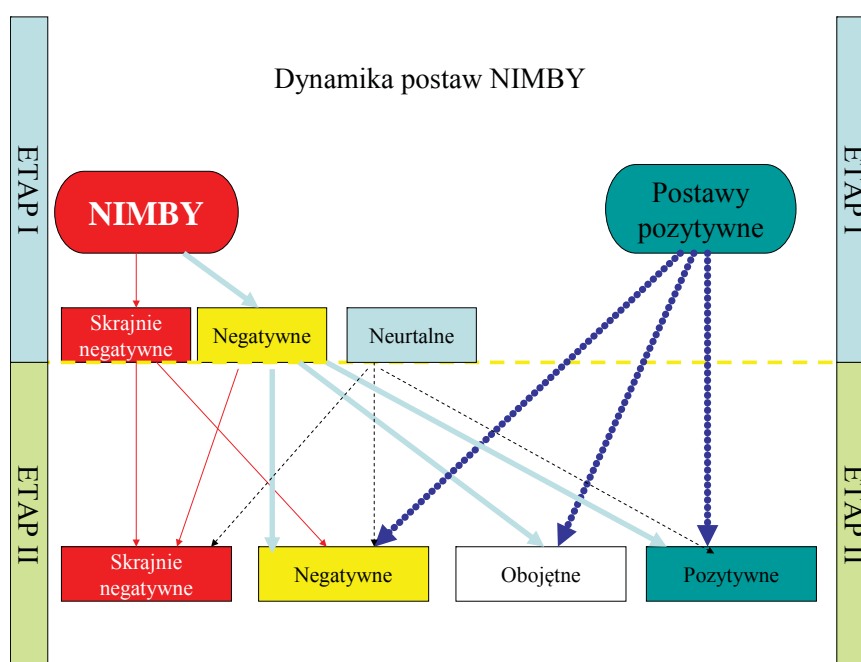 Dynamika postaw NIMBY
ETAP I
ETAP I
NIMBY
Postawy
pozytywne
Skrajnie
negatywne
Negatywne
Neurtalne
ETAP II
ETAP II
Skrajnie
negatywne
Negatywne
Obojętne
Pozytywne